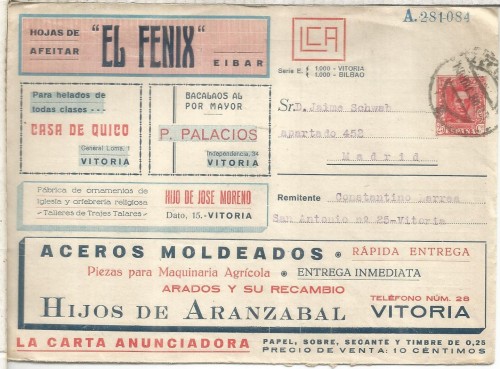 HOJAS DE
AFEITAR
"EL FENIX"
EIBAR
LCA
Serie E.
1.000 - VITORIA
1.000 - BILBAO
A. 281084
Para helados de
todas clases
CASA DE QUICO
General Loma, 1
VITORIA
BACALAOS AL
POR MAYOR
P. PALACIOS
Independencia, 34
VITORIA
Sr. D. Jaime Schwab
Apartado 452
Madrid
Fábrica de ornamentos de
Iglesia y orfebrería religiosa
- Talleres de Trajes Talares -
HIJO DE JOSE MORENO
Dato, 15.-VITORIA
Remitente Constantino
San Antonio nº 25-Vitoria
ACEROS MOLDEADOS • RÁPIDA ENTREGA
Piezas para Maquinaria Agrícola • ENTREGA INMEDIATA
ARADOS Y SU RECAMBIO
HIJOS DE ARANZABAL
TELÉFONO NÚM. 28
VITORIA
LA CARTA ANUNCIADORA
PAPEL, SOBRE, SECANTE Y TIMBRE DE 0,25
PRECIO DE VENTA: 10 CÉNTIMOS